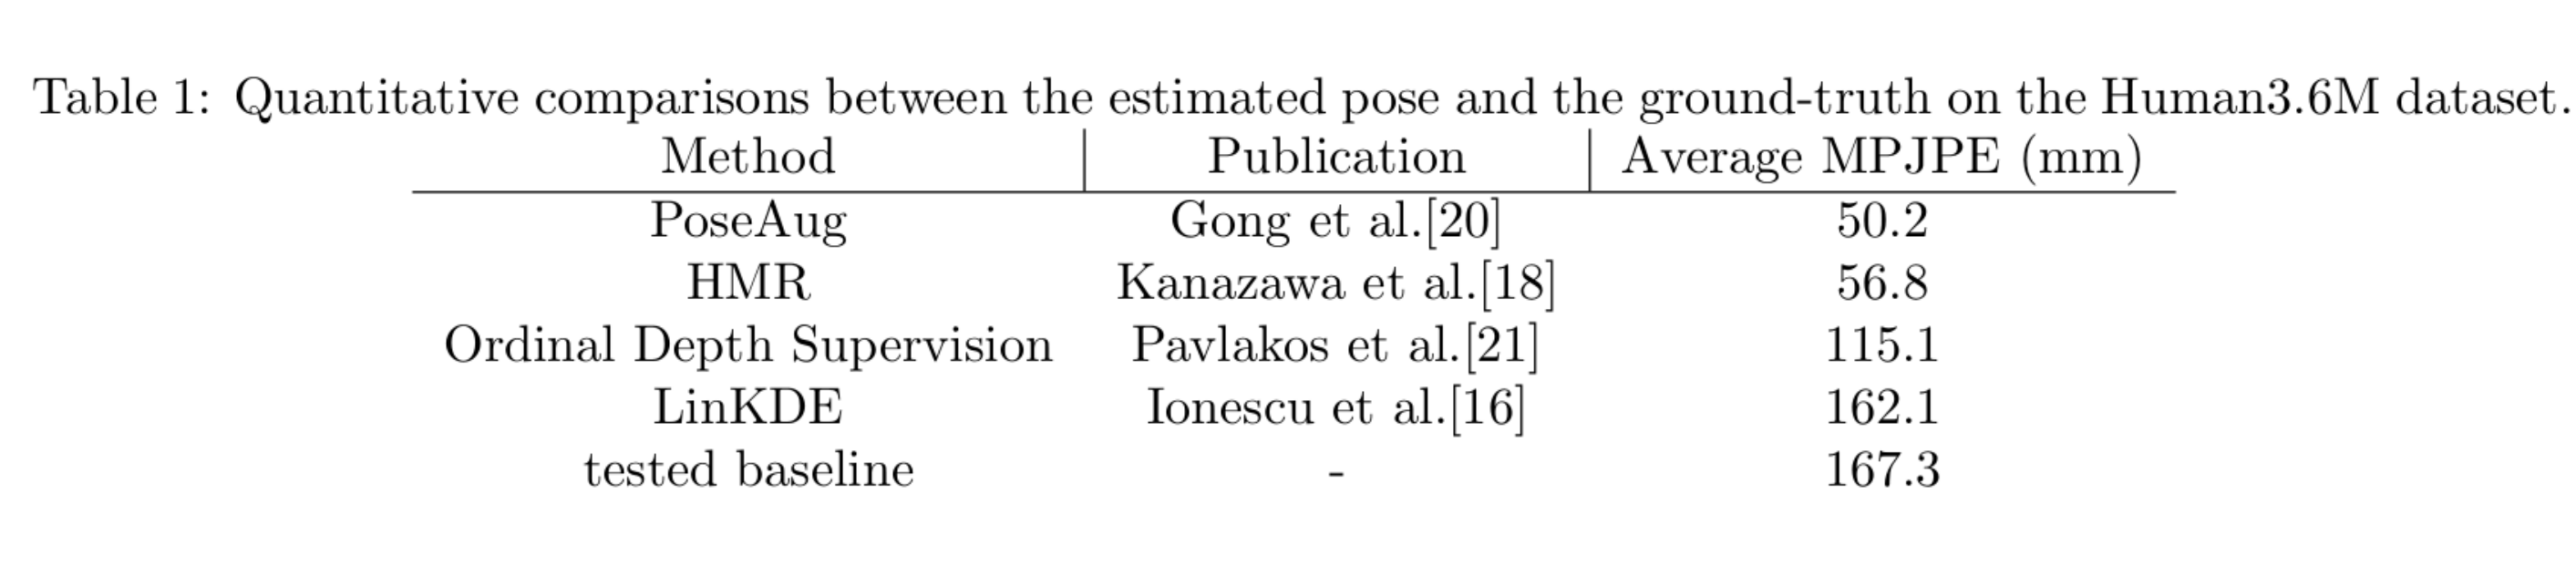 Table 1: Quantitative comparisons between the estimated pose and the ground-truth on the Human3.6M dataset.
Method Publication Average MPJPE (mm)
PoseAug Gong et al.[20] 50.2
HMR Kanazawa et al.[18] 56.8
Ordinal Depth Supervision Pavlakos et al.[21] 115.1
LinKDE Ionescu et al.[16] 162.1
tested baseline - 167.3